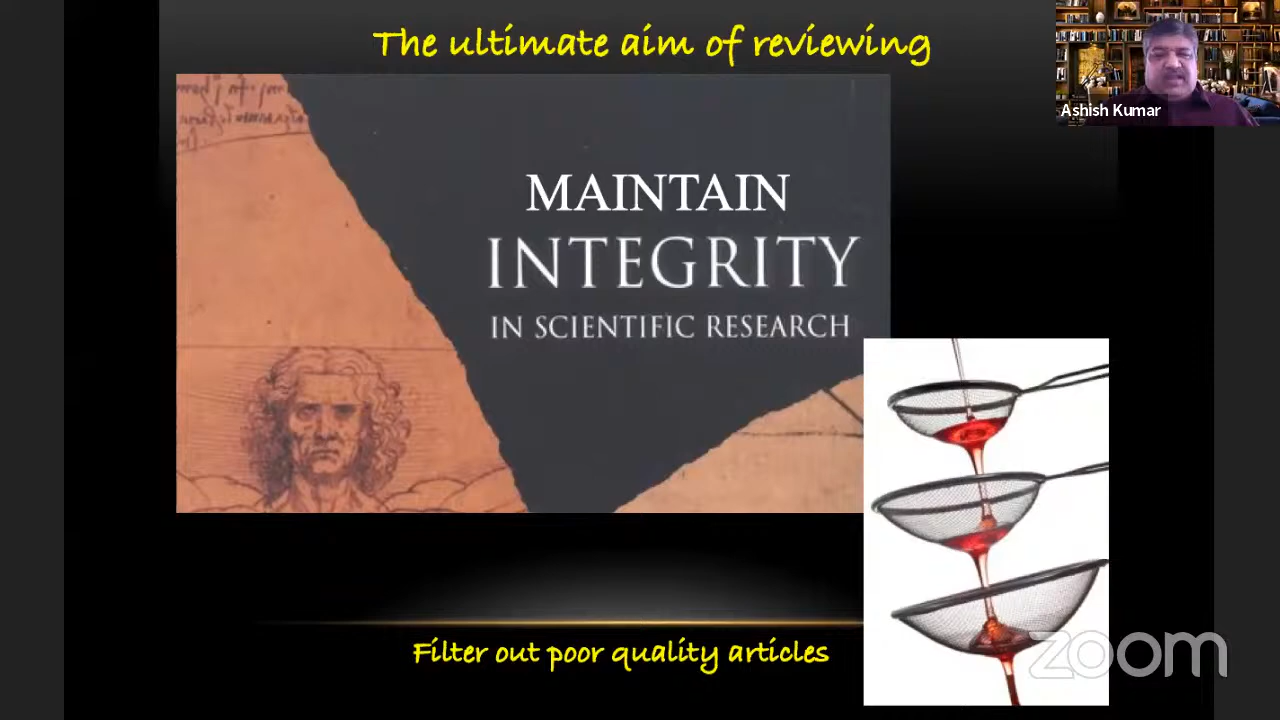 The ultimate aim of reviewing
Ashish Kumar
MAINTAIN
INTEGRITY
IN SCIENTIFIC RESEARCH
Filter out poor quality articles
zoom